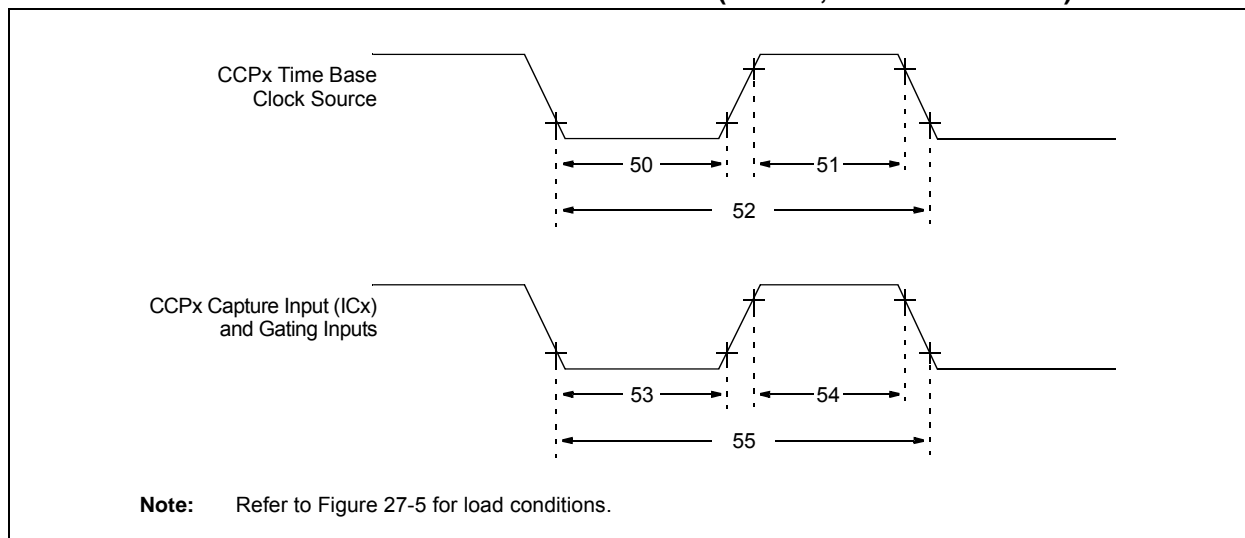 CCPx Time Base
Clock Source
50
51
52
CCPx Capture Input (ICx)
and Gating Inputs
53
54
55
Note: Refer to Figure 27-5 for load conditions.